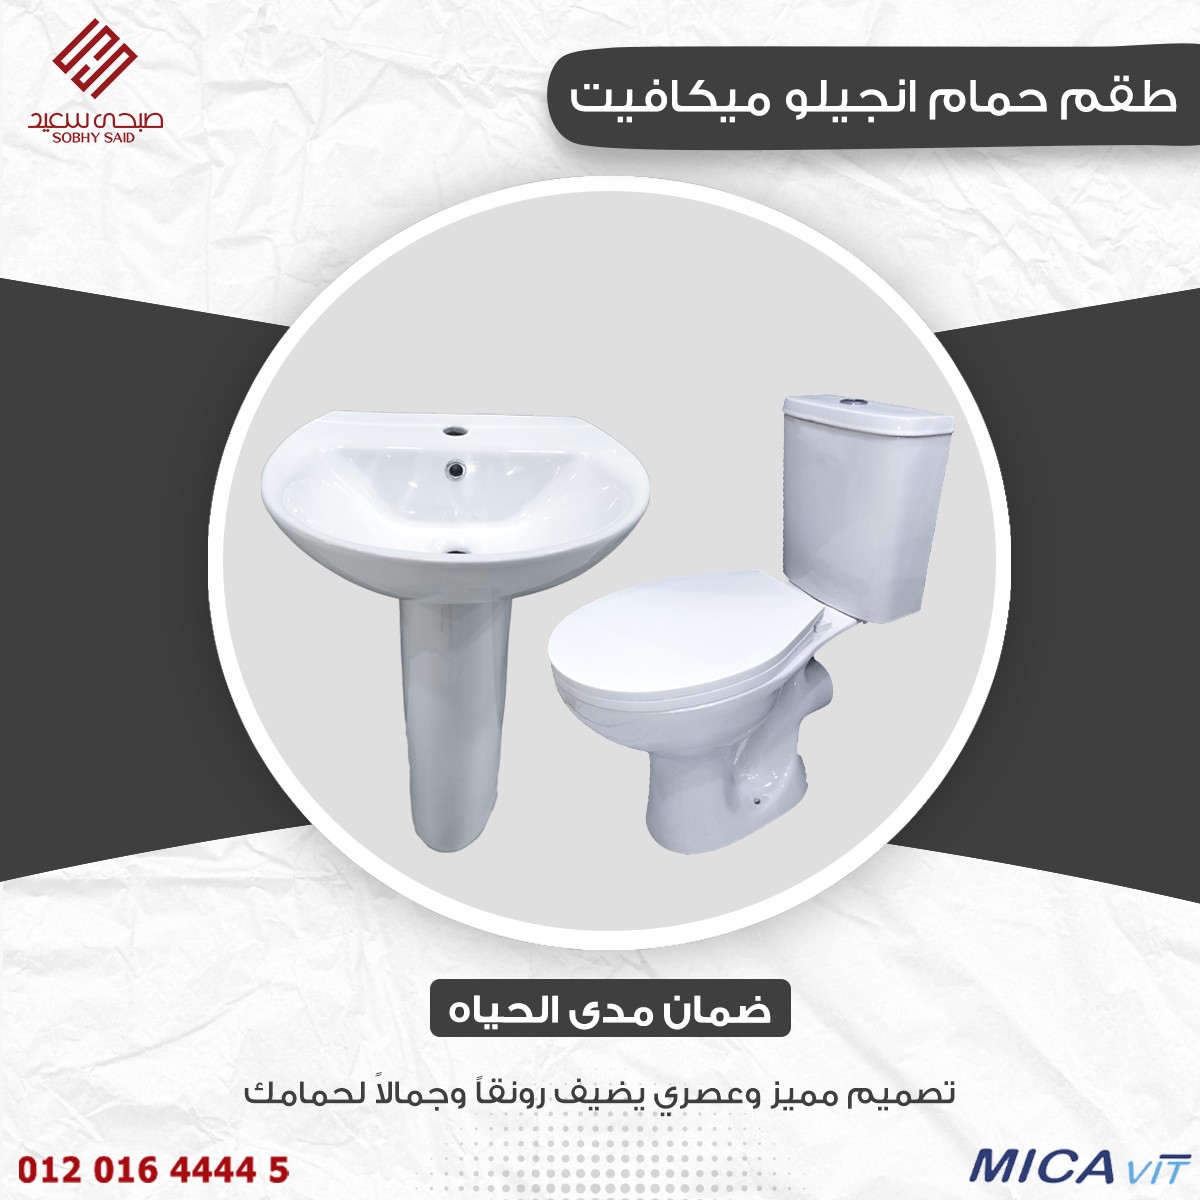 صبحى سعيد
SOBHY SAID
طقم حمام انجيلو ميكافيت
ضمان مدى الحياه
تصميم مميز وعصري يضيف رونقاً وجمالاً لحمامك
012 016 4444 5
MICA VIT